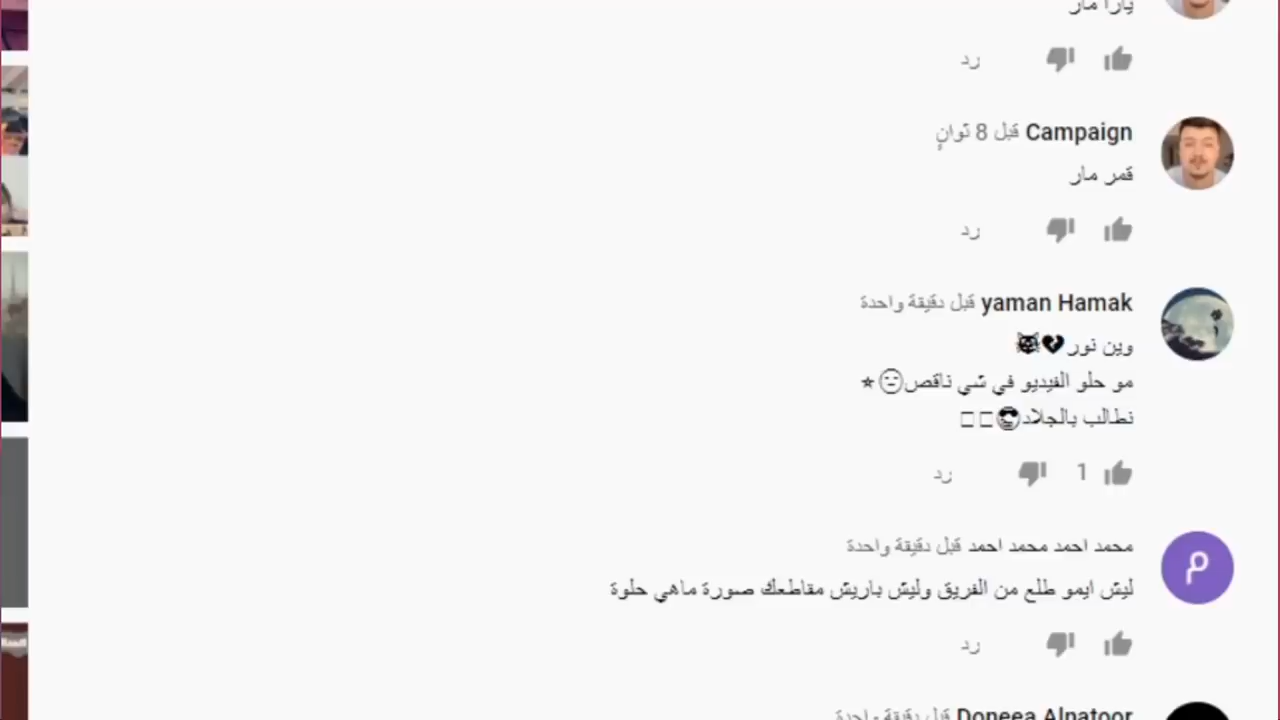 يارا مار
رد
Campaign قبل 8 ثوانٍ
قمر مار
رد
yaman Hamak قبل دقيقة واحدة
وين نور💔😿
مو حلو الفيديو في شي ناقص😑*
نطالب بالجلاد😎
1
رد
محمد احمد محمد احمد قبل دقيقة واحدة
ليش ايمو طلع من الفريق وليش باريش مقاطعك صورة ماهي حلوة
رد
Doneea Alnatoor قبل دقيقة واحدة